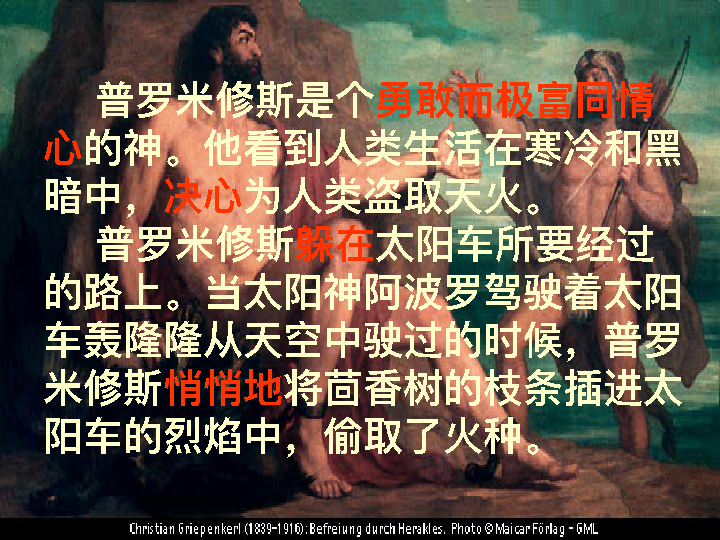 普罗米修斯是个勇敢而极富同情
心的神。他看到人类生活在寒冷和黑
暗中，决心为人类盗取天火。
普罗米修斯躲在太阳车所要经过
的路上。当太阳神阿波罗驾驶着太阳
车轰隆隆从天空中驶过的时候，普罗
米修斯悄悄地将茴香树的枝条插进太
阳车的烈焰中，偷取了火种。
Christian Griepenkerl (1839-1916): Befreiung durch Herakles. Photo © Maicar Förlag - GML